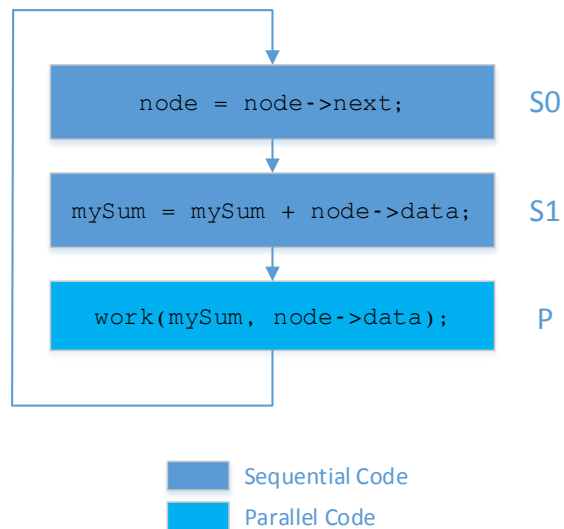 node = node->next;
S0
mySum = mySum + node->data;
S1
work(mySum, node->data);
P
Sequential Code
Parallel Code